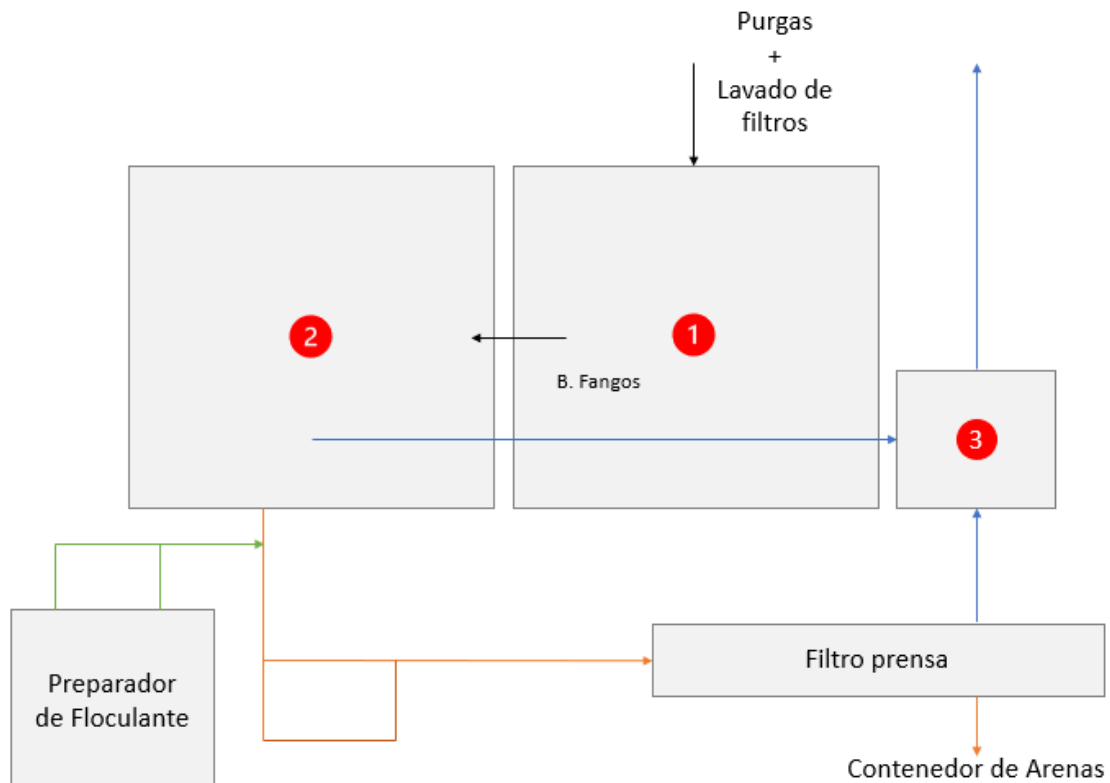 Purgas
+
Lavado de
filtros
2
1
B. Fangos
3
Preparador
de Floculante
Filtro prensa
Contenedor de Arenas